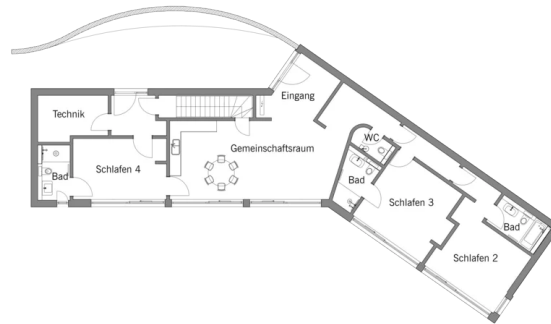 Eingang
Technik
WC
Gemeinschaftsraum
Bad
Schlafen 4
Bad
Schlafen 3
Bad
Schlafen 2